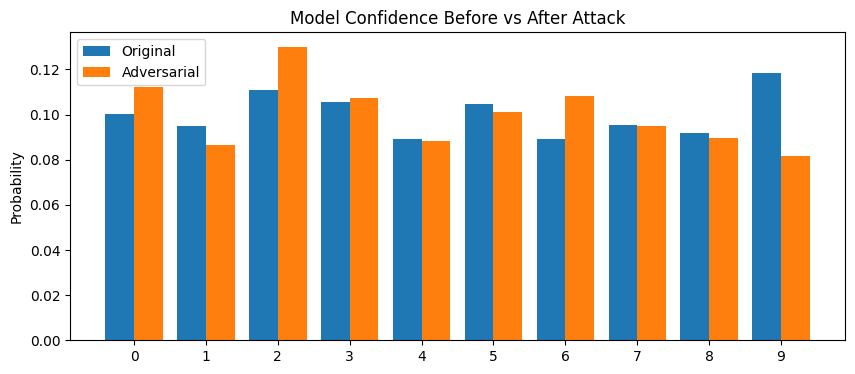 Model Confidence Before vs After Attack
Original
Adversarial
Probability
0.12
0.10
0.08
0.06
0.04
0.02
0.00
0 1 2 3 4 5 6 7 8 9